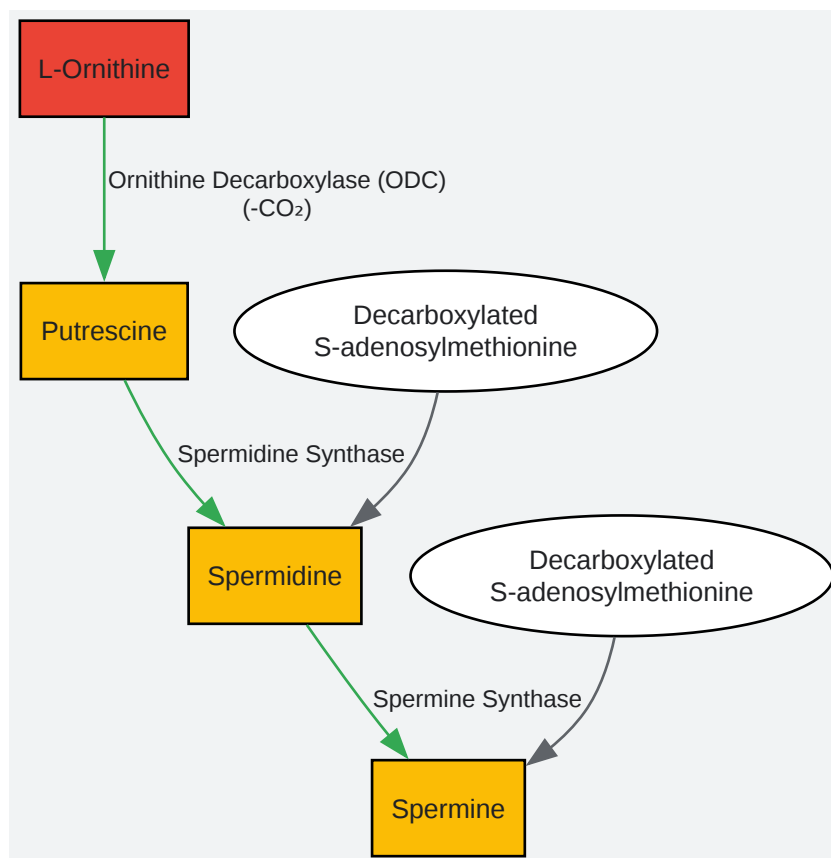 L-Ornithine
Ornithine Decarboxylase (ODC)
(-CO₂)
Putrescine
Decarboxylated
S-adenosylmethionine
Spermidine Synthase
Spermidine
Decarboxylated
S-adenosylmethionine
Spermine Synthase
Spermine